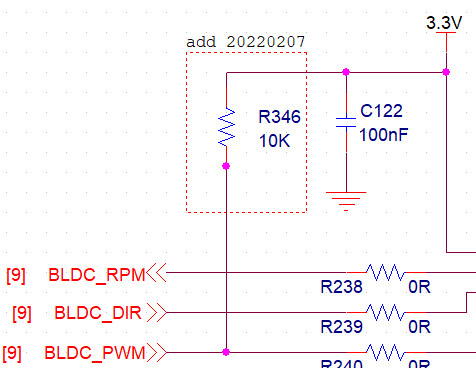 3.3V
add 20220207
R346
10K
C122
100nF
[9] BLDC_RPM
R238 0R
[9] BLDC_DIR
R239 0R
[9] BLDC_PWM
R240 0R